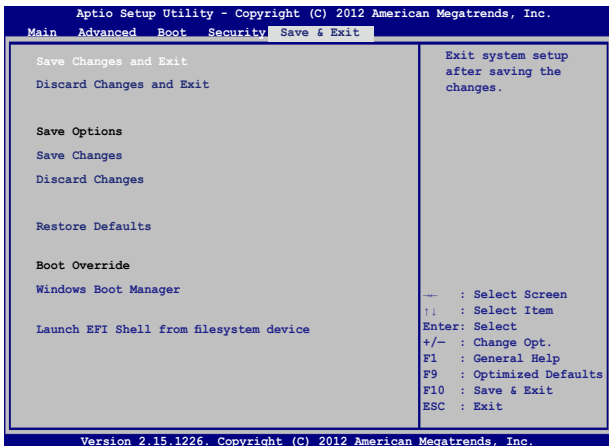 Aptio Setup Utility - Copyright (C) 2012 American Megatrends, Inc.
Main Advanced Boot Security Save & Exit
Save Changes and Exit
Discard Changes and Exit
Save Options
Save Changes
Discard Changes
Restore Defaults
Boot Override
Windows Boot Manager
Launch EFI Shell from filesystem device
Exit system setup
after saving the
changes.
→← : Select Screen
↑↓ : Select Item
Enter: Select
+/— : Change Opt.
F1 : General Help
F9 : Optimized Defaults
F10 : Save & Exit
ESC : Exit
Version 2.15.1226. Copyright (C) 2012 American Megatrends, Inc.